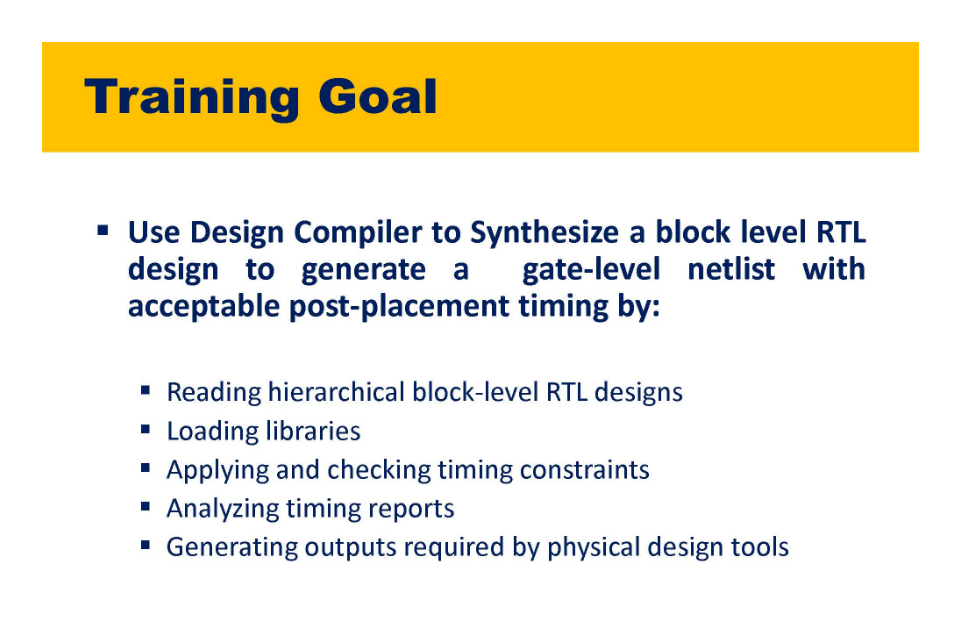 Training Goal
▪ Use Design Compiler to Synthesize a block level RTL
design to generate a gate-level netlist with
acceptable post-placement timing by:
▪ Reading hierarchical block-level RTL designs
▪ Loading libraries
▪ Applying and checking timing constraints
▪ Analyzing timing reports
▪ Generating outputs required by physical design tools